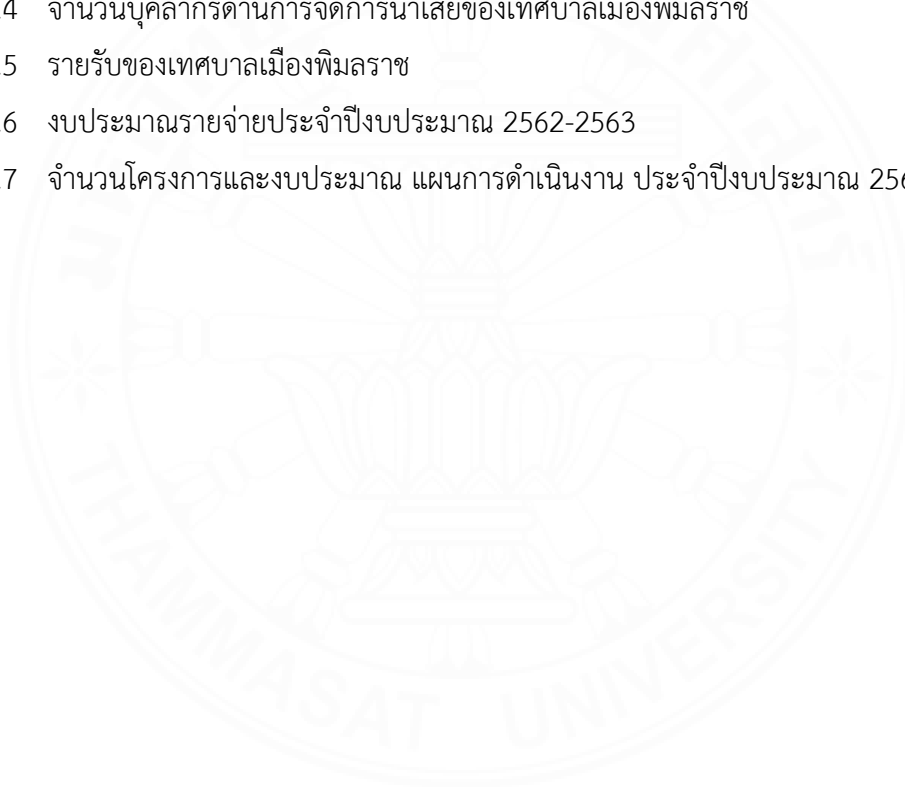 .4 จำนวนบุคลากรด้านการจัดการน้ำเสียของเทศบาลเมืองพิมลราช
.5 รายรับของเทศบาลเมืองพิมลราช
.6 งบประมาณรายจ่ายประจำปีงบประมาณ 2562-2563
.7 จำนวนโครงการและงบประมาณ แผนการดำเนินงาน ประจำปีงบประมาณ 256
THAMMASAT UNIVERSITY